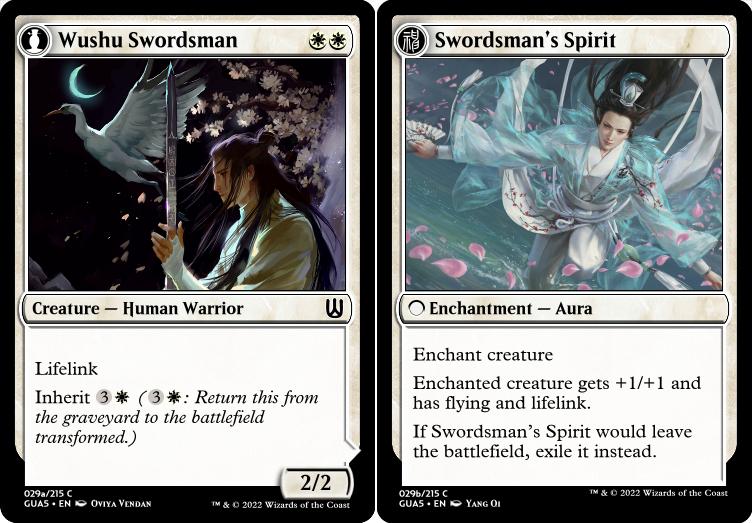 Wushu Swordsman
Creature — Human Warrior
Lifelink
Inherit 3 (3 : Return this from
the graveyard to the battlefield
transformed.)
2/2
029a/215 C
GUA5 • EN Oviya Vendan
™ & © 2022 Wizards of the Coast
Swordsman's Spirit
Enchantment — Aura
Enchant creature
Enchanted creature gets +1/+1 and
has flying and lifelink.
If Swordsman's Spirit would leave
the battlefield, exile it instead.
029b/215 C
GUA5 • EN Yang Qi
™ & © 2022 Wizards of the Coast